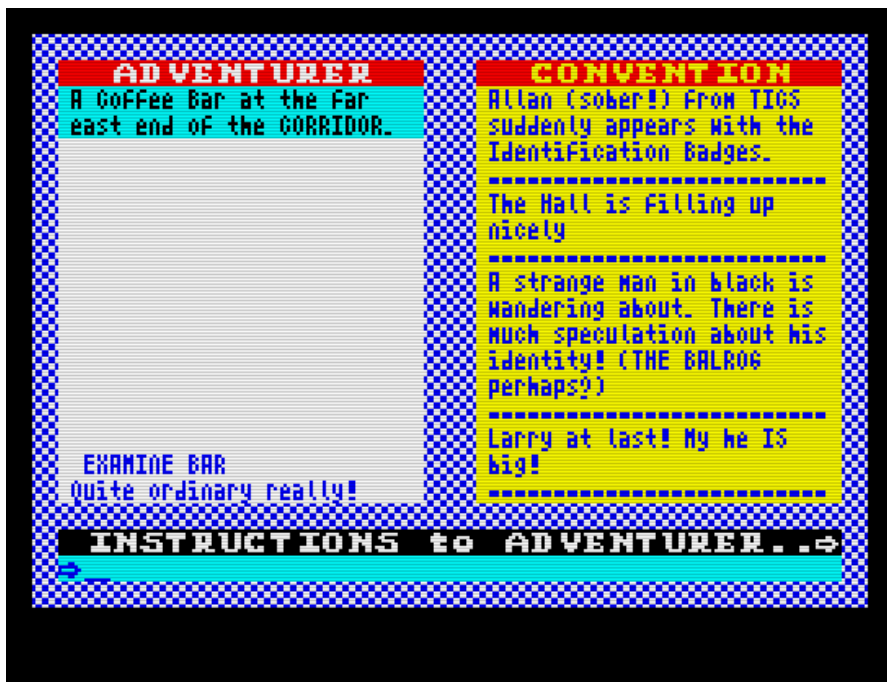 ADVENTURER
A Coffee Bar at the far
east end of the CORRIDOR.
EXAMINE BAR
Quite ordinary really!
CONVENTION
Allan (sober!) from TIGS
suddenly appears with the
Identification Badges.
The Hall is filling up
nicely
A strange man in black is
wandering about. There is
much speculation about his
identity! (THE BALROG
perhaps?)
Larry at last! My he IS
big!
INSTRUCTIONS to ADVENTURER..⇨
⇨_